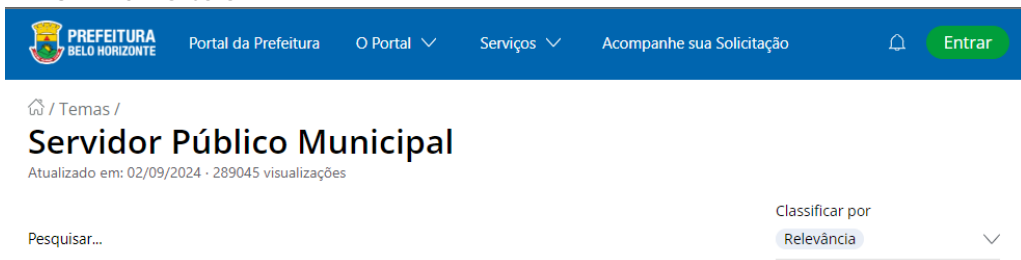 PREFEITURA
BELO HORIZONTE
Portal da Prefeitura
O Portal
Serviços
Acompanhe sua Solicitação
Entrar
/ Temas /
Servidor Público Municipal
Atualizado em: 02/09/2024 · 289045 visualizações
Classificar por
Pesquisar...
Relevância